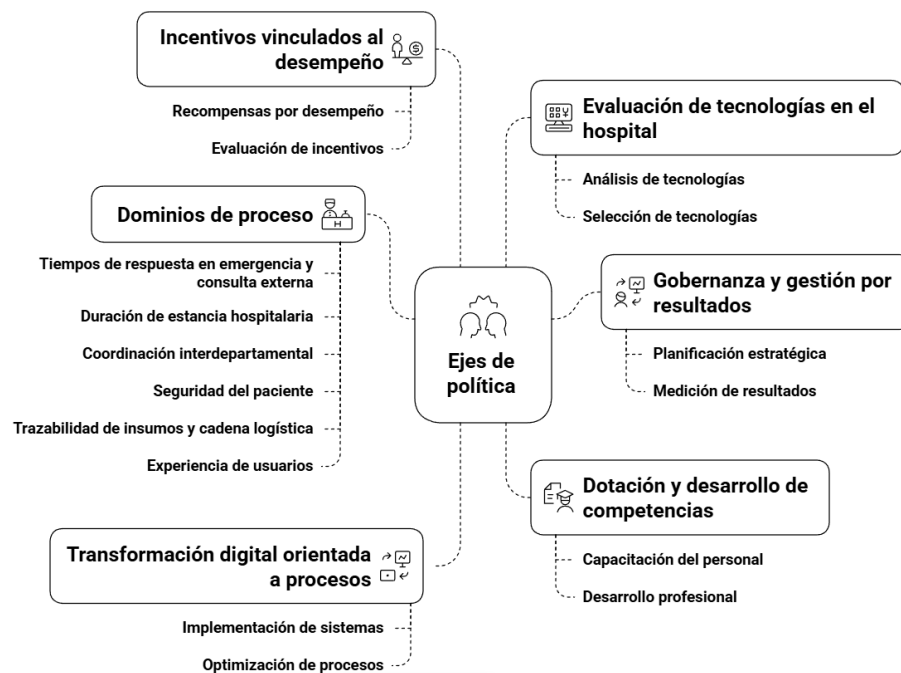 Incentivos vinculados al
desempeño
Recompensas por desempeño
Evaluación de incentivos
Dominios de proceso
Tiempos de respuesta en emergencia y
consulta externa
Duración de estancia hospitalaria
Coordinación interdepartamental
Seguridad del paciente
Trazabilidad de insumos y cadena logística
Experiencia de usuarios
Transformación digital orientada
a procesos
Implementación de sistemas
Optimización de procesos
Ejes de
política
Evaluación de tecnologías en el
hospital
Análisis de tecnologías
Selección de tecnologías
Gobernanza y gestión por
resultados
Planificación estratégica
Medición de resultados
Dotación y desarrollo de
competencias
Capacitación del personal
Desarrollo profesional